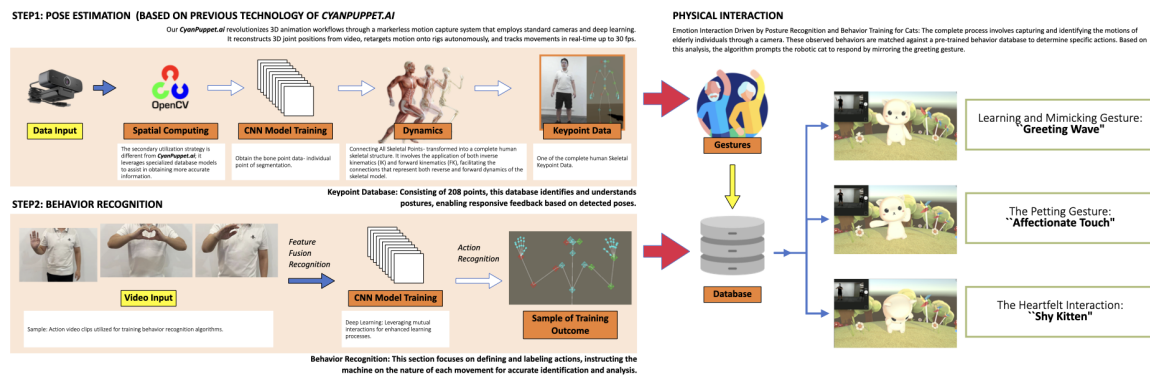 STEP1: POSE ESTIMATION  (BASED ON PREVIOUS TECHNOLOGY OF CYANPUPPET.AI
Our CyanPuppet.ai revolutionizes 3D animation workflows through a markerless motion capture system that employs standard cameras and deep learning.
It reconstructs 3D joint positions from video, retargets motion onto rigs autonomously, and tracks movements in real-time up to 30 fps.
OpenCV
Data Input
Spatial Computing
CNN Model Training
Dynamics
Keypoint Data
The secondary utilization strategy is
different from CyanPuppet.ai; it
leverages specialized database models
to assist in obtaining more accurate
information.
Obtain the bone point data- individual
point of segmentation.
Connecting All Skeletal Points- transformed into a complete human
skeletal structure. It involves the application of both inverse
kinematics (IK) and forward kinematics (FK), facilitating the
connections that represent both reverse and forward dynamics of the
skeletal model.
One of the complete human Skeletal
Keypoint Data.
Keypoint Database: Consisting of 208 points, this database identifies and understands
postures, enabling responsive feedback based on detected poses.
STEP2: BEHAVIOR RECOGNITION
Feature
Fusion
Recognition
Action
Recognition
Video Input
CNN Model Training
Sample of Training
Outcome
Sample: Action video clips utilized for training behavior recognition algorithms.
Deep Learning: Leveraging mutual
interactions for enhanced learning
processes.
Behavior Recognition: This section focuses on defining and labeling actions, instructing the
machine on the nature of each movement for accurate identification and analysis.
PHYSICAL INTERACTION
Emotion Interaction Driven by Posture Recognition and Behavior Training for Cats: The complete process involves capturing and identifying the motions of
elderly individuals through a camera. These observed behaviors are matched against a pre-trained behavior database to determine specific actions. Based on
this analysis, the algorithm prompts the robotic cat to respond by mirroring the greeting gesture.
Gestures
Database
Learning and Mimicking Gesture:
``Greeting Wave"
The Petting Gesture:
``Affectionate Touch"
The Heartfelt Interaction:
``Shy Kitten"